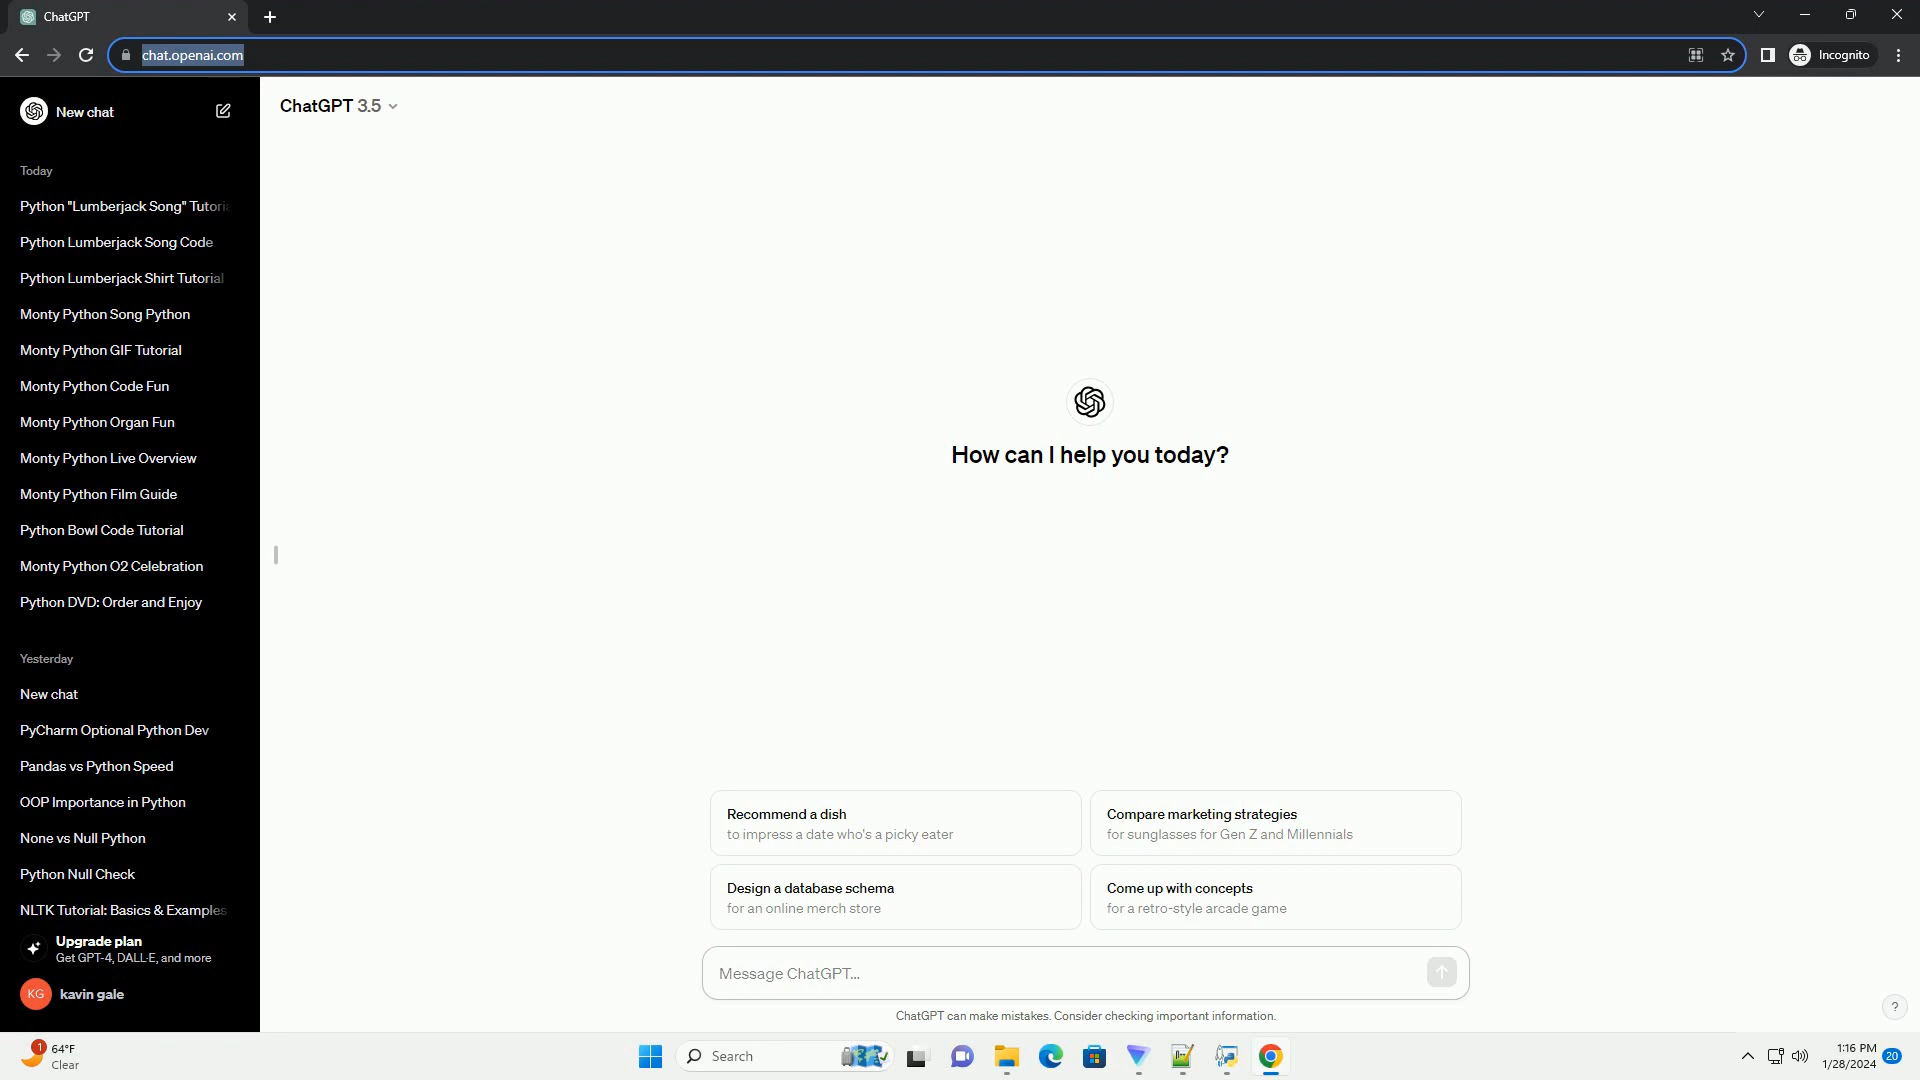 ChatGPT
chat.openai.com
Incognito
New chat
ChatGPT 3.5
Today
Python "Lumberjack Song" Tutoria
Python Lumberjack Song Code
Python Lumberjack Shirt Tutorial
Monty Python Song Python
Monty Python GIF Tutorial
Monty Python Code Fun
Monty Python Organ Fun
Monty Python Live Overview
Monty Python Film Guide
Python Bowl Code Tutorial
Monty Python O2 Celebration
Python DVD: Order and Enjoy
Yesterday
New chat
PyCharm Optional Python Dev
Pandas vs Python Speed
OOP Importance in Python
None vs Null Python
Python Null Check
NLTK Tutorial: Basics & Examples
Upgrade plan
Get GPT-4, DALL·E, and more
KG
kavin gale
How can I help you today?
Recommend a dish
to impress a date who's a picky eater
Compare marketing strategies
for sunglasses for Gen Z and Millennials
Design a database schema
for an online merch store
Come up with concepts
for a retro-style arcade game
Message ChatGPT...
ChatGPT can make mistakes. Consider checking important information.
?
1
64°F
Clear
Search
1:16 PM
1/28/2024
20